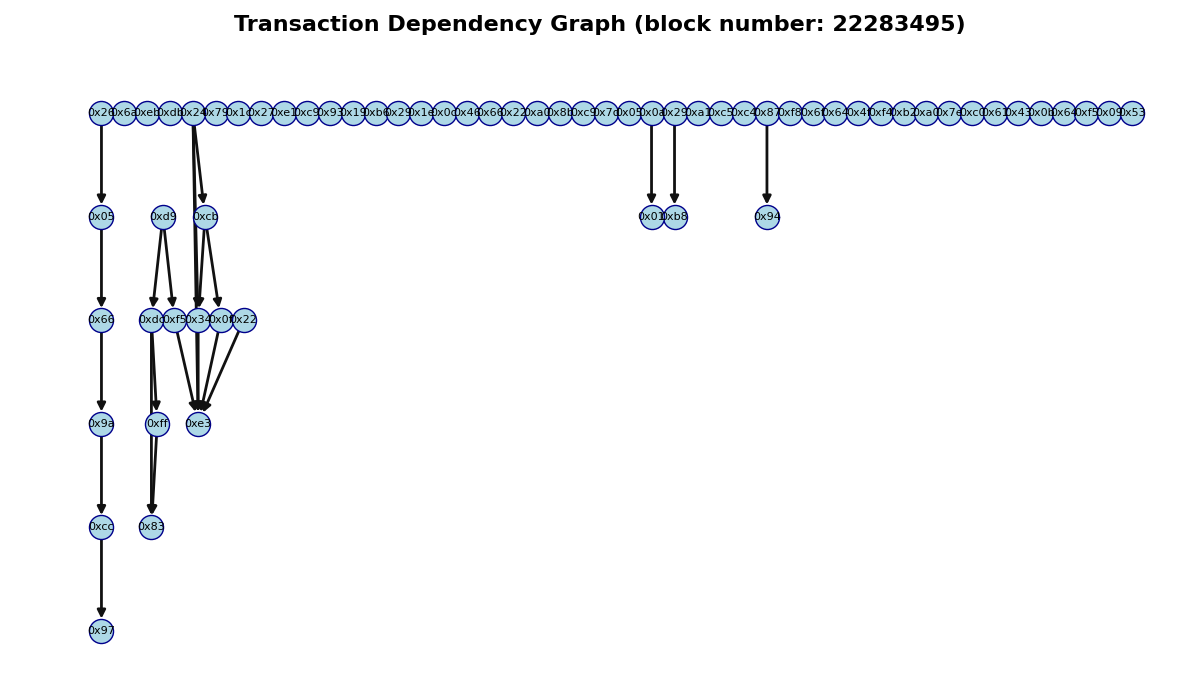 Transaction Dependency Graph (block number: 22283495)
0x26 0x6a 0xeb 0xdb 0x24 0x79 0x1c 0x27 0xe1 0xc9 0x93 0x19 0xb6 0x29 0x1e 0x0c 0x46 0x66 0x22 0xa0 0x8b 0xc9 0x7d 0x05 0x0a 0x29 0xa1 0xc5 0xc4 0x87 0xf8 0x6f 0x64 0x4f 0xf4 0xb2 0xa0 0x7e 0xc0 0x61 0x43 0x0b 0x64 0xf5 0x09 0x53
0x05 0xd9 0xcb 0x01 0xb8 0x94
0x66 0xdc 0xf5 0x34 0x0f 0x22
0x9a 0xff 0xe3
0xcc 0x83
0x97